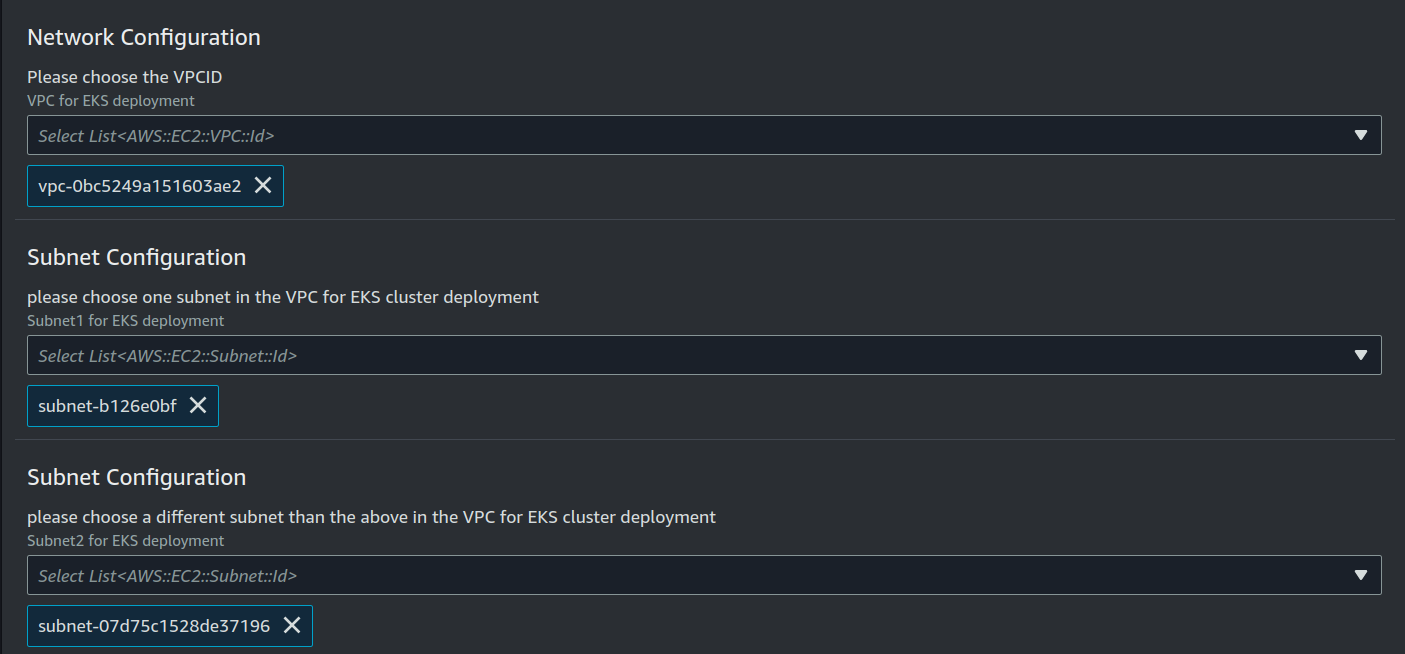 Network Configuration
Please choose the VPCID
VPC for EKS deployment
Select List<AWS::EC2::VPC::Id>
vpc-0bc5249a151603ae2
Subnet Configuration
please choose one subnet in the VPC for EKS cluster deployment
Subnet1 for EKS deployment
Select List<AWS::EC2::Subnet::Id>
subnet-b126e0bf
Subnet Configuration
please choose a different subnet than the above in the VPC for EKS cluster deployment
Subnet2 for EKS deployment
Select List<AWS::EC2::Subnet::Id>
subnet-07d75c1528de37196